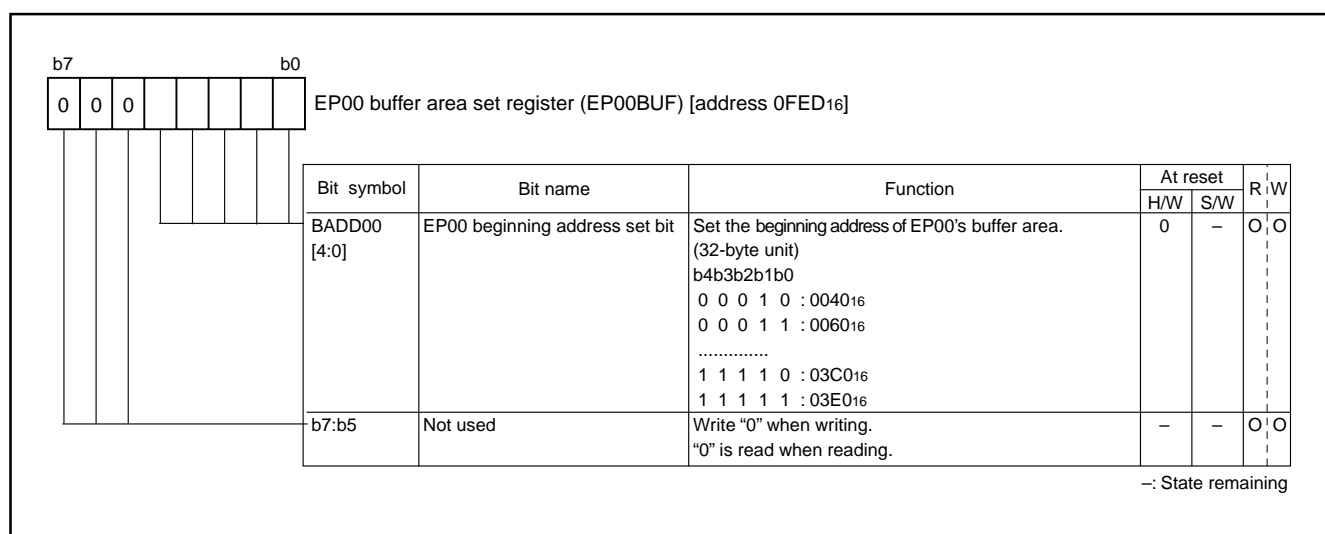 b7 b0
0 0 0
EP00 buffer area set register (EP00BUF) [address 0FED16]
Bit symbol Bit name Function At reset R W
H/W S/W
BADD00 EP00 beginning address set bit Set the beginning address of EP00's buffer area. 0 – O O
[4:0] (32-byte unit)
b4b3b2b1b0
0 0 0 1 0 : 004016
0 0 0 1 1 : 006016
..............
1 1 1 1 0 : 03C016
1 1 1 1 1 : 03E016
b7:b5 Not used Write “0” when writing. – – O O
“0” is read when reading.
–: State remaining